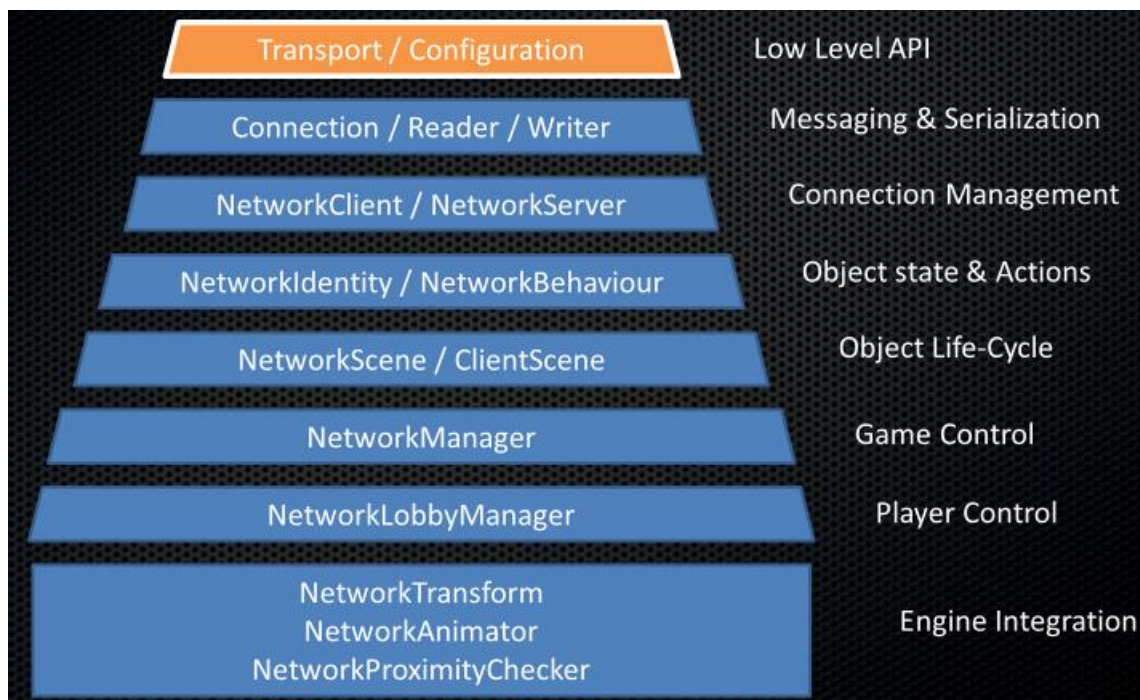 Transport / Configuration
Low Level API
Connection / Reader / Writer
Messaging & Serialization
NetworkClient / NetworkServer
Connection Management
NetworkIdentity / NetworkBehaviour
Object state & Actions
NetworkScene / ClientScene
Object Life-Cycle
NetworkManager
Game Control
NetworkLobbyManager
Player Control
NetworkTransform
NetworkAnimator
NetworkProximityChecker
Engine Integration